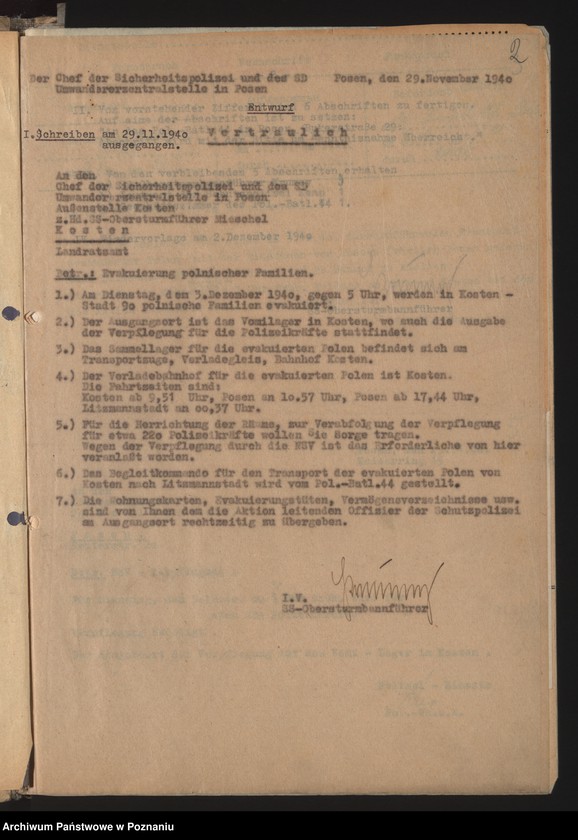 2
Der Chef der Sicherheitspolizei und des SD Posen, den 29.November 1940
Umwandererzentralstelle in Posen
Entwurf
I.Schreiben am 29.11.1940 Vertraulich
ausgegangen.
An den
Chef der Sicherheitspolizei und des SD
Umwandererzentralstelle in Posen
Außenstelle Kosten
z.Hd.SS-Obersturmführer Mieschel
Kosten
Landratsamt
Betr.: Evakuierung polnischer Familien.
1.) Am Dienstag, dem 3.Dezember 1940, gegen 5 Uhr, werden in Kosten -
Stadt 90 polnische Familien evakuiert.
2.) Der Ausgangsort ist das Vomilager in Kosten, wo auch die Ausgabe
der Verpflegung für die Polizeikräfte stattfindet.
3.) Das Sammellager für die evakuierten Polen befindet sich am
Transportzuge, Verladegleis, Bahnhof Kosten.
4.) Der Verladebahnhof für die evakuierten Polen ist Kosten.
Die Fahrtzeiten sind:
Kosten ab 9,51 Uhr, Posen an 10.57 Uhr, Posen ab 17,44 Uhr,
Litzmannstadt an 00,37 Uhr.
5.) Für die Herrichtung der Räume, zur Verabfolgung der Verpflegung
für etwa 220 Polizeikräfte wollen Sie Sorge tragen.
Wegen der Verpflegung durch die NSV ist das Erforderliche von hier
veranlaßt worden.
6.) Das Begleitkommando für den Transport der evakuierten Polen von
Kosten nach Litzmannstadt wird vom Pol.-Batl.44 gestellt.
7.) Die Wohnungskarten, Evakuierungstüten, Vermögensverzeichnisse usw.
sind von Ihnen dem die Aktion leitenden Offizier der Schutzpolizei
am Ausgangsort rechtzeitig zu übergeben.
I.V.
SS-Obersturmbannführer
Archiwum Państwowe w Poznaniu